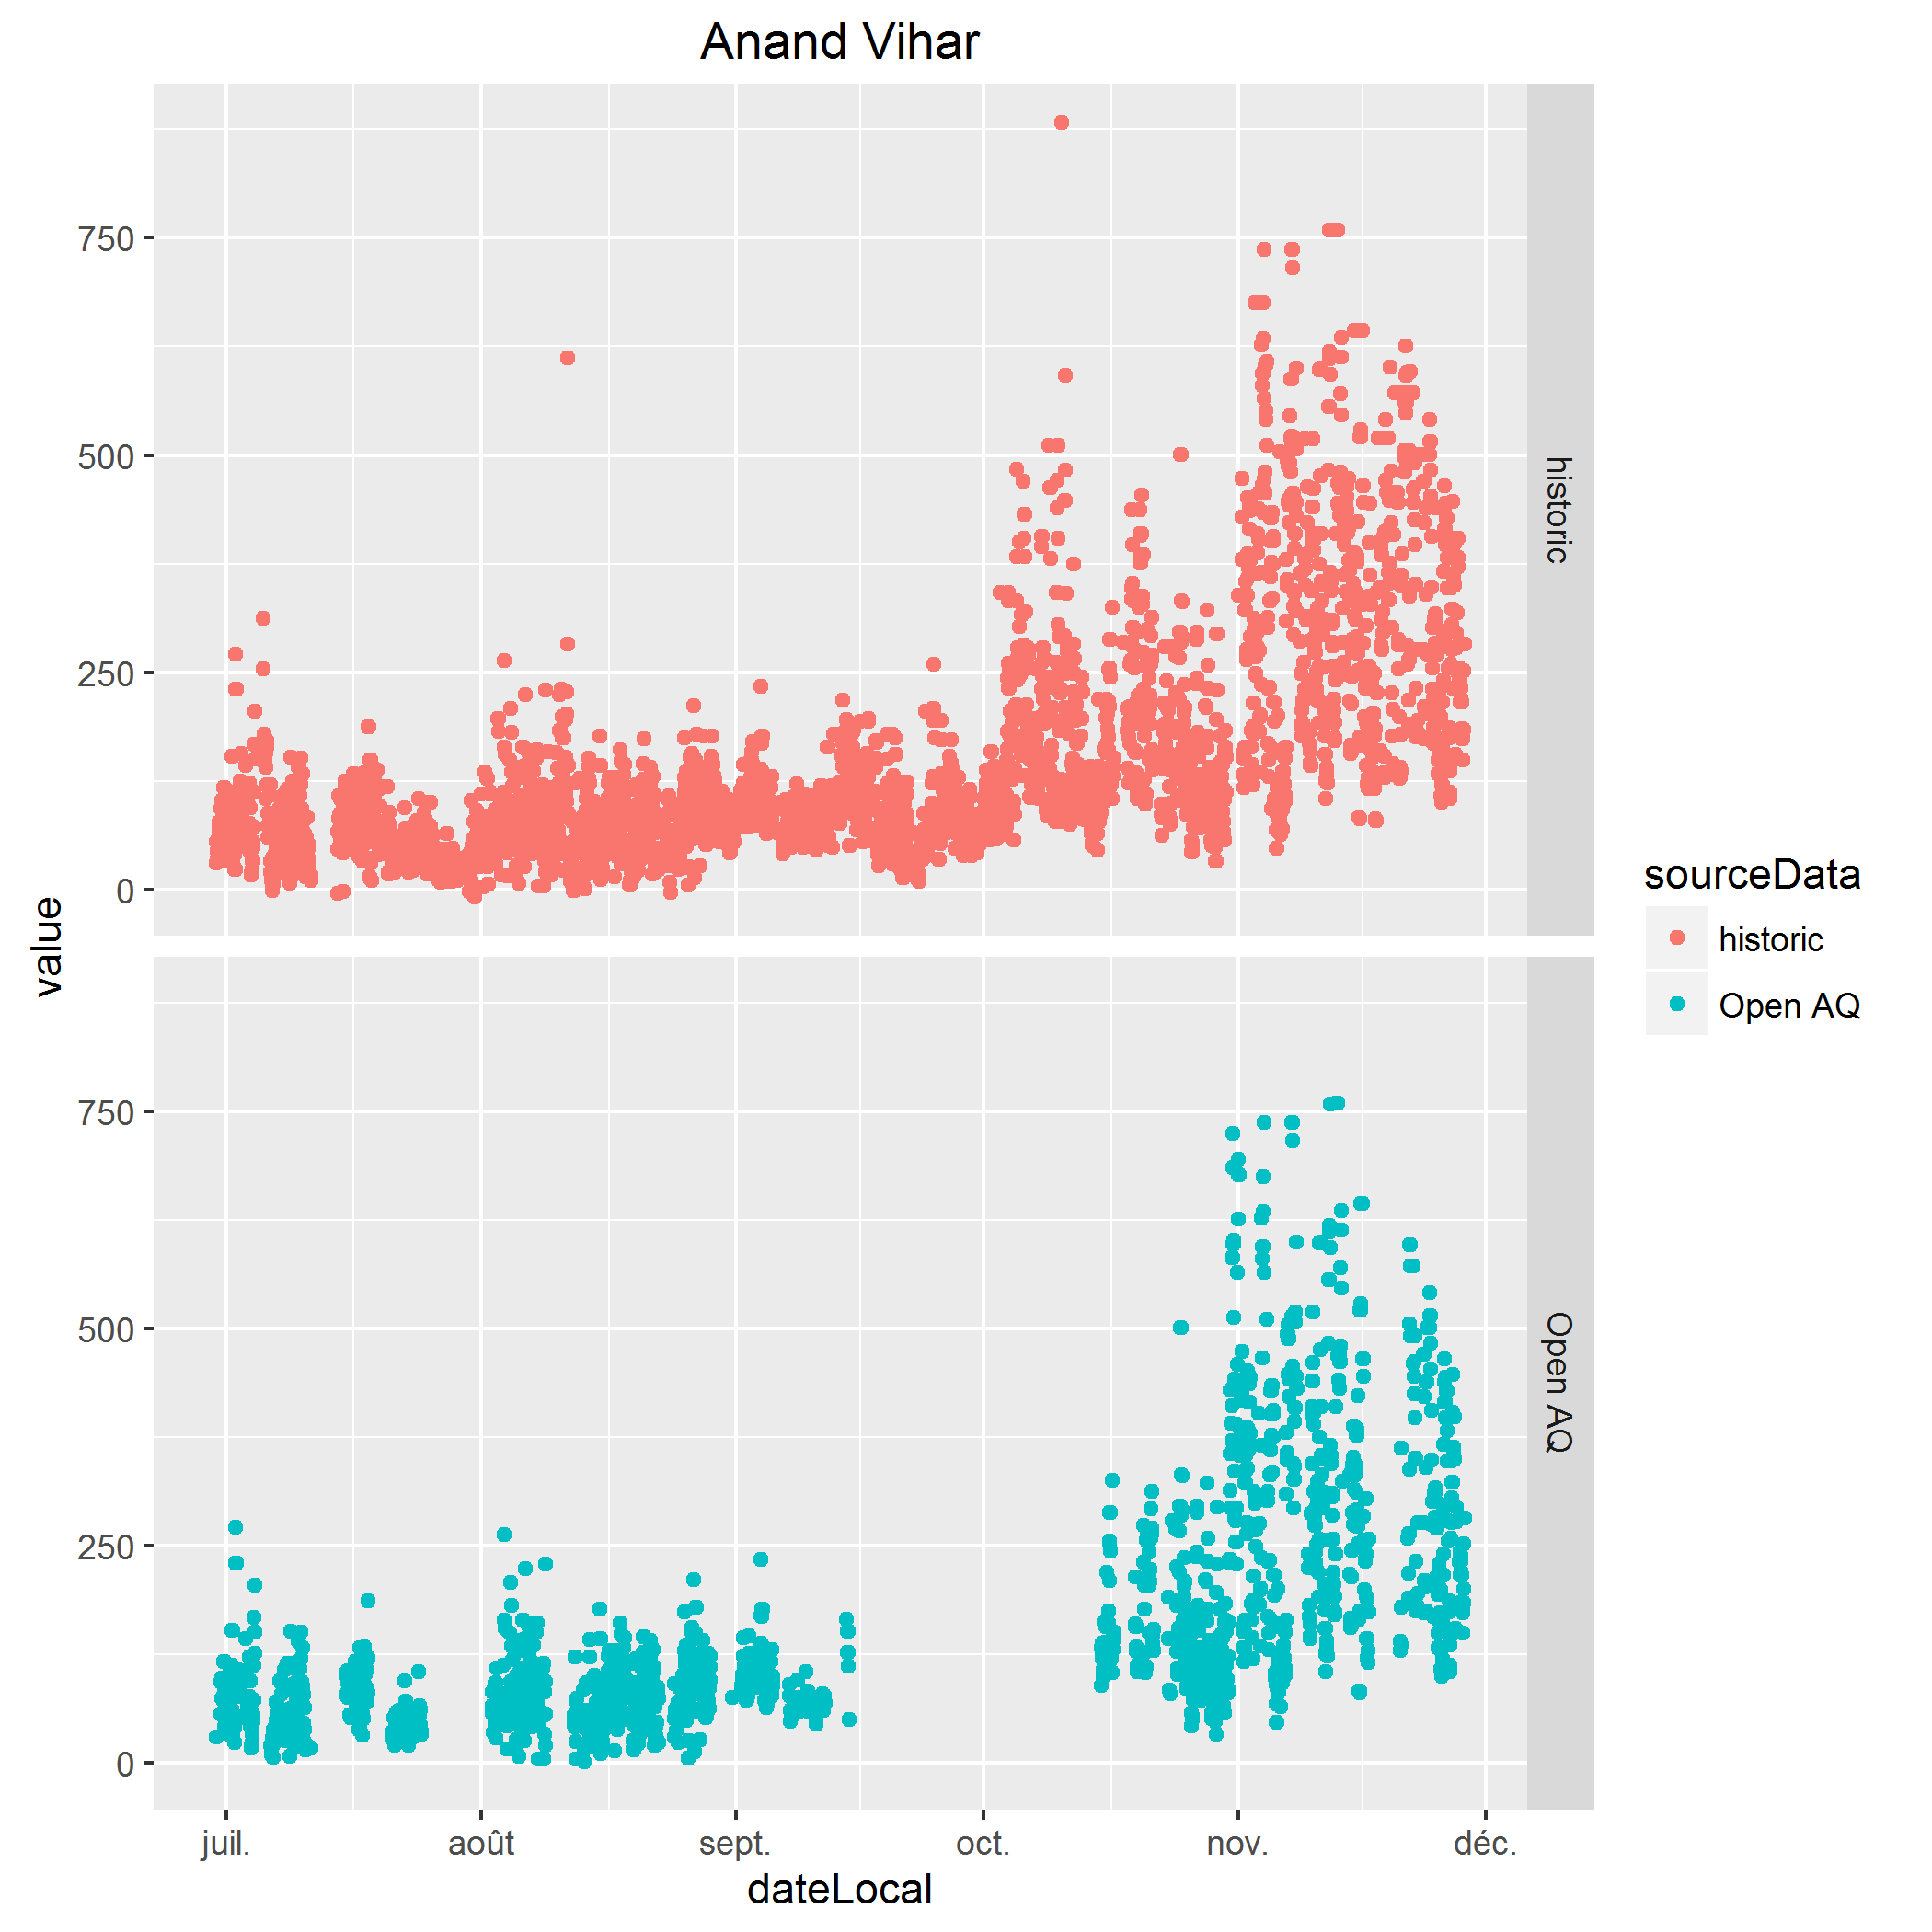 Anand Vihar
value
750
500
250
0
historic
750
500
250
0
Open AQ
juil.
août
sept.
oct.
nov.
déc.
dateLocal
sourceData
historic
Open AQ